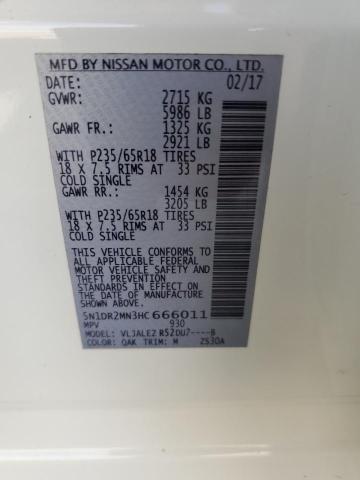 MFD BY NISSAN MOTOR CO., LTD.
DATE: 02/17
GVWR: 2715 KG
5986 LB
GAWR FR.: 1325 KG
2921 LB
WITH P235/65R18 TIRES
18 X 7.5 RIMS AT 33 PSI
COLD SINGLE
GAWR RR.: 1454 KG
3205 LB
WITH P235/65R18 TIRES
18 X 7.5 RIMS AT 33 PSI
COLD SINGLE
THIS VEHICLE CONFORMS TO
ALL APPLICABLE FEDERAL
MOTOR VEHICLE SAFETY
AND THEFT PREVENTION
STANDARDS IN EFFECT ON
THE DATE OF MANUFACTURE
SHOWN ABOVE.
5N1DR2MN3HC666011
MPV 930
MODEL: VLJALEZ R52DU7----B
COLOR: QAK TRIM: M ZS30A